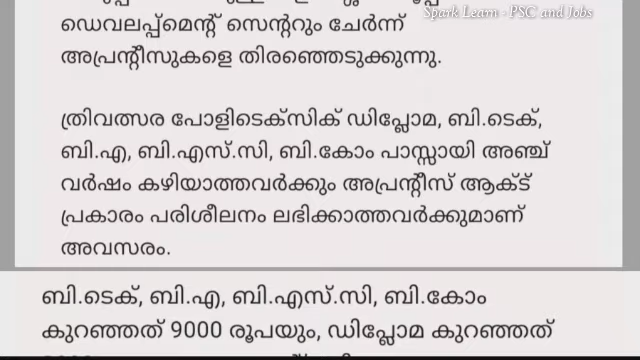 Spark Learn - PSC and Jobs
ഡെവലപ്പ്മെന്റ് സെന്ററും ചേർന്ന്
അപ്രന്റീസുകളെ തിരഞ്ഞെടുക്കുന്നു.
ത്രിവത്സര പോളിടെക്‌സിക് ഡിപ്ലോമ, ബി.ടെക്,
ബി.എ, ബി.എസ്.സി, ബി.കോം പാസ്സായി അഞ്ച്
വർഷം കഴിയാത്തവർക്കും അപ്രന്റീസ് ആക്ട്
പ്രകാരം പരിശീലനം ലഭിക്കാത്തവർക്കുമാണ്
അവസരം.
ബി.ടെക്, ബി.എ, ബി.എസ്.സി, ബി.കോം
കുറഞ്ഞത് 9000 രൂപയും, ഡിപ്ലോമ കുറഞ്ഞത്